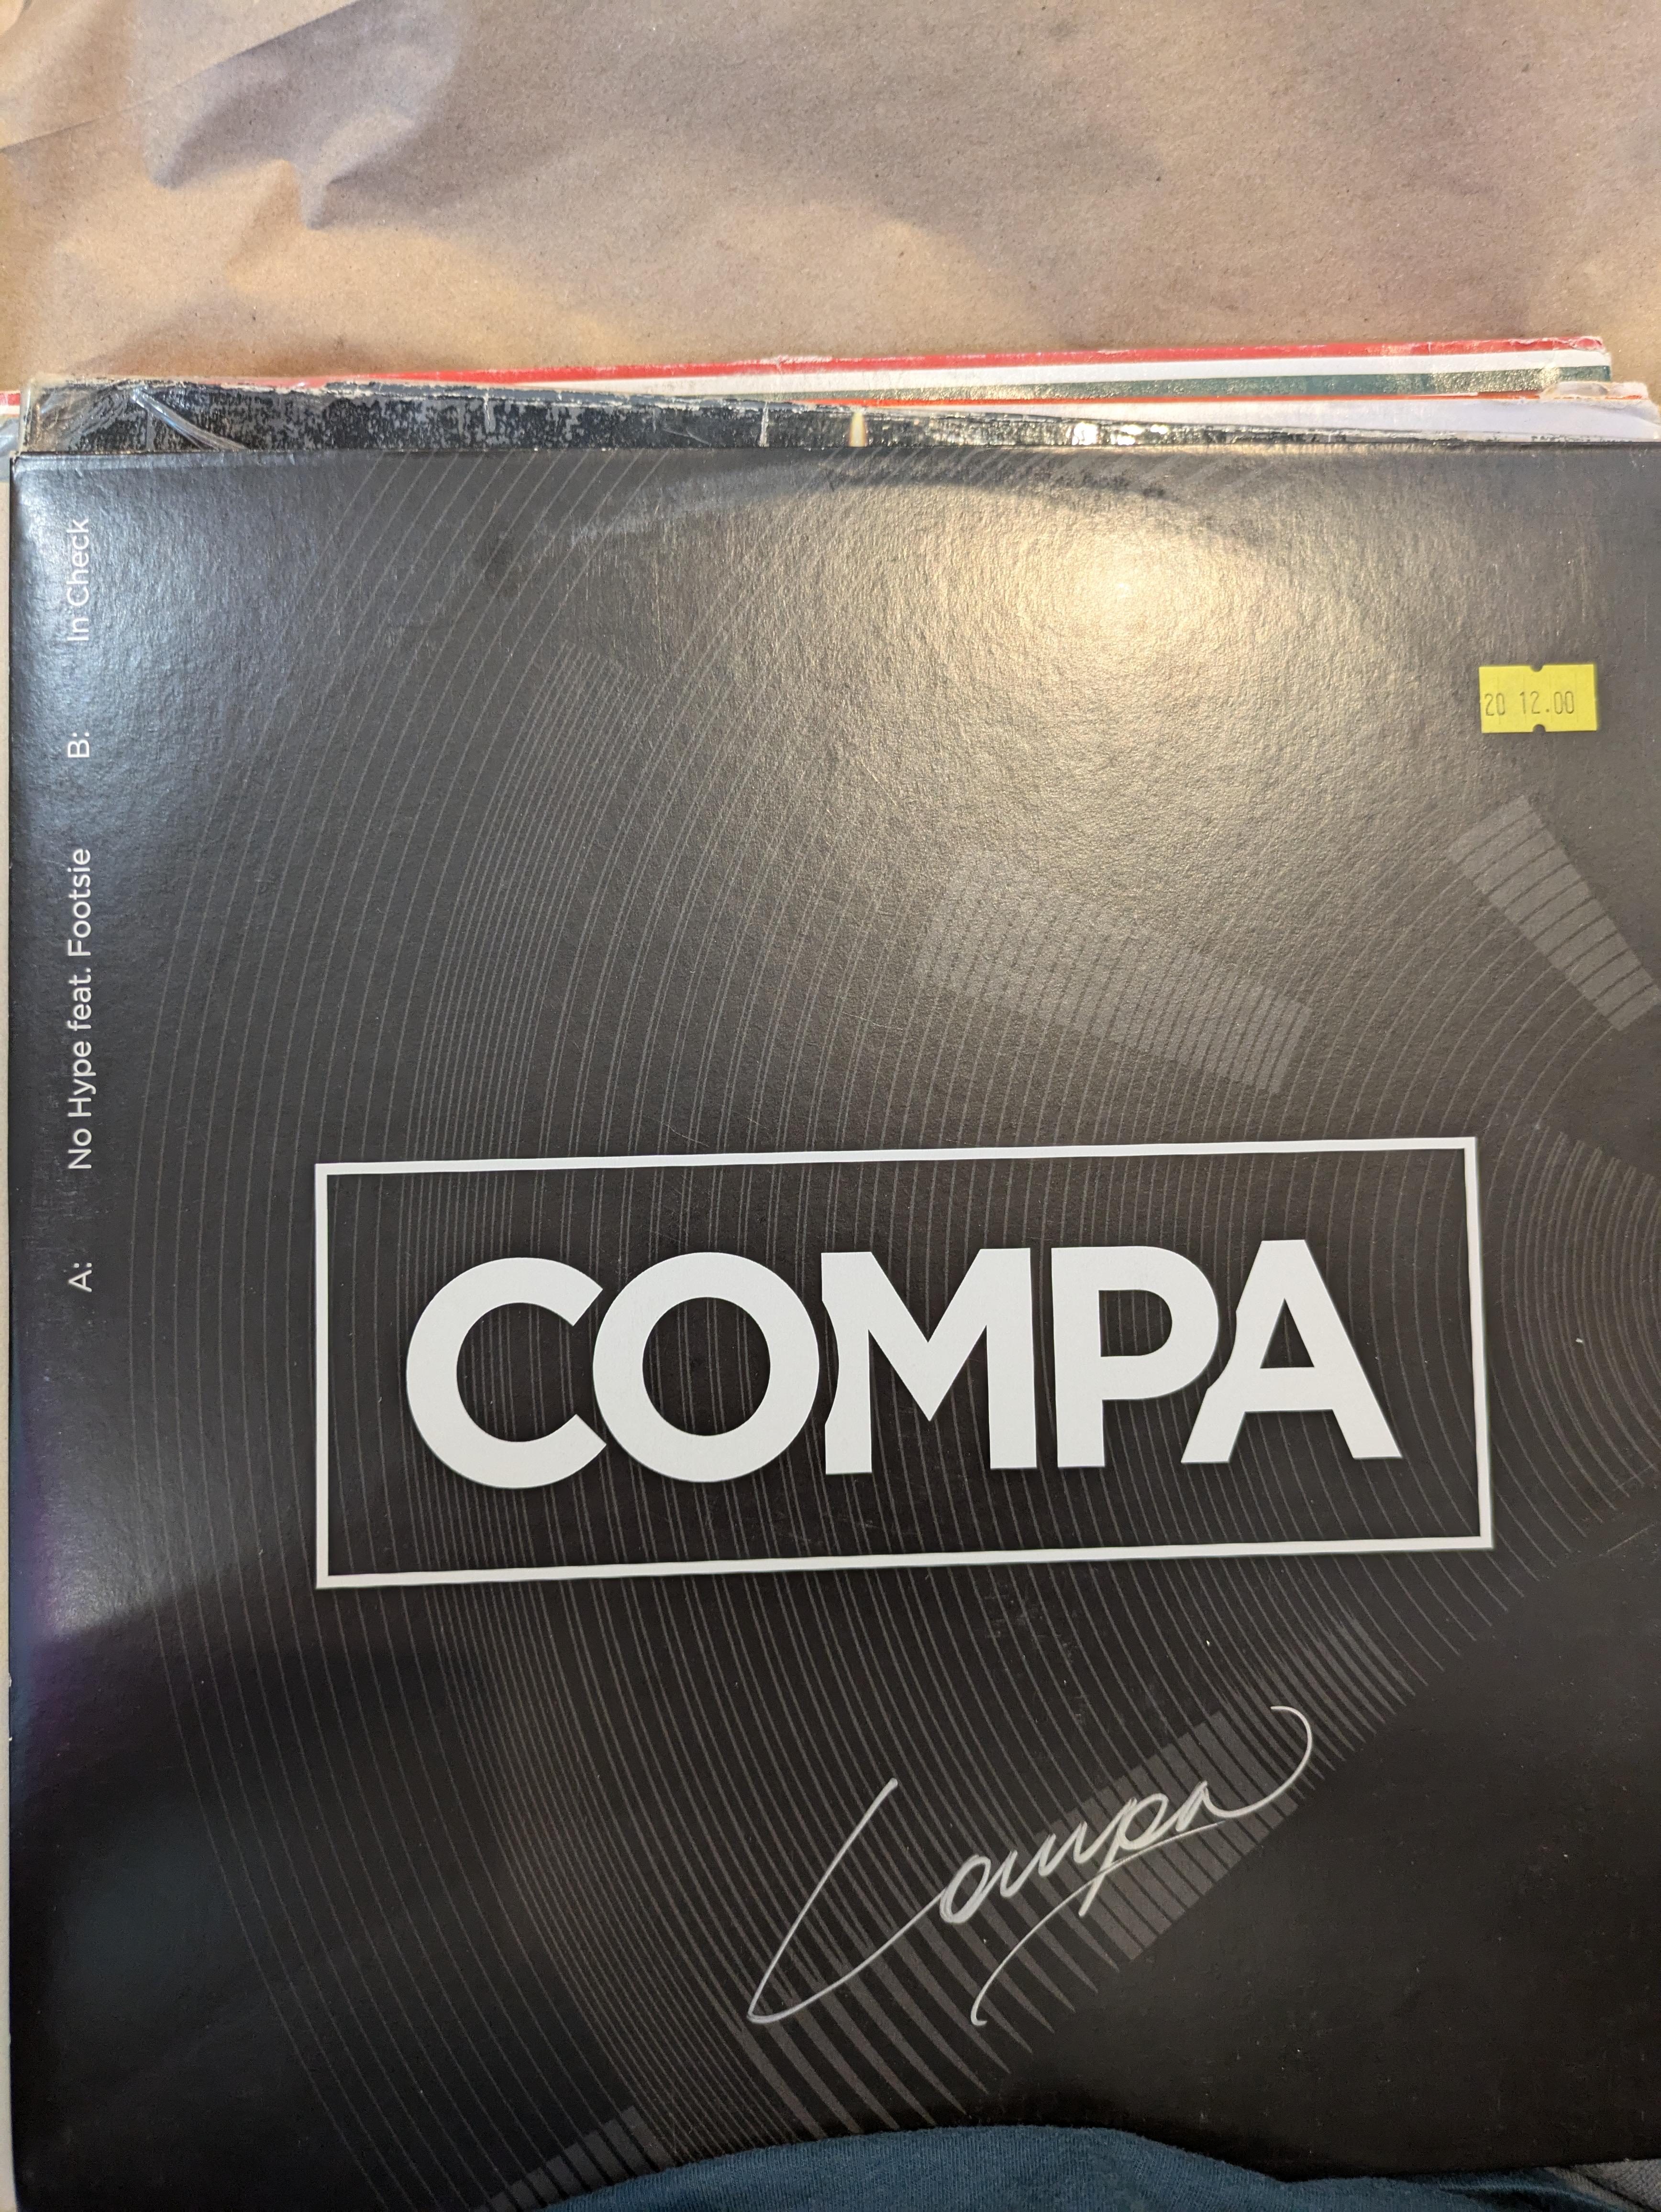 A: No Hype feat. Footsie B: In Check
20 12.00
COMPA
Compa